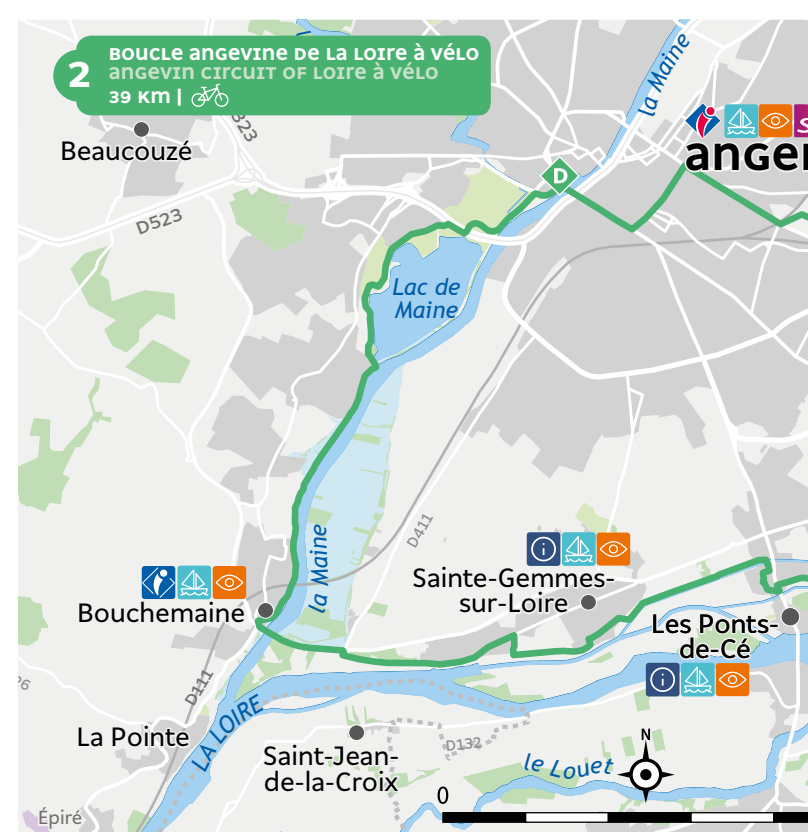 2
BOUCLE ANGEVINE DE LA LOIRE à VÉLO
ANGEVIN CIRCUIT OF LOIRE à VÉLO
39 Km |
323
Beaucouzé
la Maine
ange
D
D523
Lac de
Maine
D411
la Maine
Sainte-Gemmes-
sur-Loire
Bouchemaine
Les Ponts-
de-Cé
D111
LA LOIRE
La Pointe
Saint-Jean-
de-la-Croix
D132
le Louet
N
0
Épiré